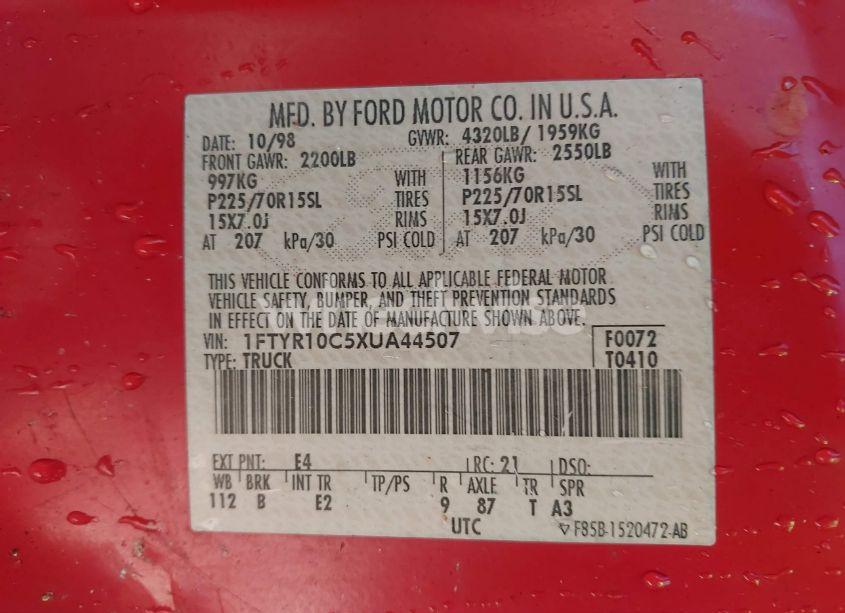 MFD. BY FORD MOTOR CO. IN U.S.A.
DATE: 10/98 GVWR: 4320LB/ 1959KG
FRONT GAWR: 2200LB REAR GAWR: 2550LB
997KG WITH 1156KG WITH
P225/70R15SL TIRES P225/70R15SL TIRES
15X7.0J RIMS 15X7.0J RIMS
AT 207 kPa/30 PSI COLD AT 207 kPa/30 PSI COLD
THIS VEHICLE CONFORMS TO ALL APPLICABLE FEDERAL MOTOR
VEHICLE SAFETY, BUMPER, AND THEFT PREVENTION STANDARDS
IN EFFECT ON THE DATE OF MANUFACTURE SHOWN ABOVE.
VIN: 1FTYR10C5XUA44507 F0072
TYPE: TRUCK T0410
EXT PNT: E4 RC: 21 DSO:
WB BRK INT TR TP/PS R AXLE TR SPR
112 B E2 9 87 T A3
UTC F85B-1520472-AB